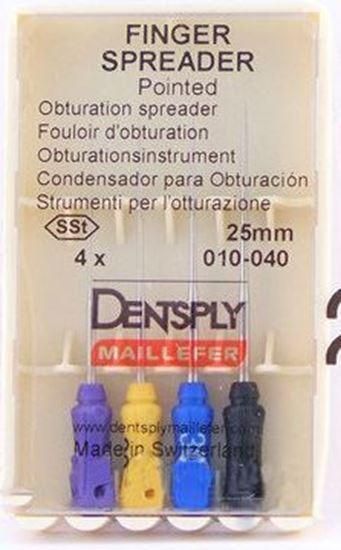 FINGER
SPREADER
Pointed
Obturation spreader
Fouloir d'obturation
Obturationsinstrument
Condensador para Obturación
Strumenti per l'otturazione
SSt 25mm
4 x 010-040
DENTSPLY
MAILLEFER
www.dentsplymaillefer.com
Made in Switzerland